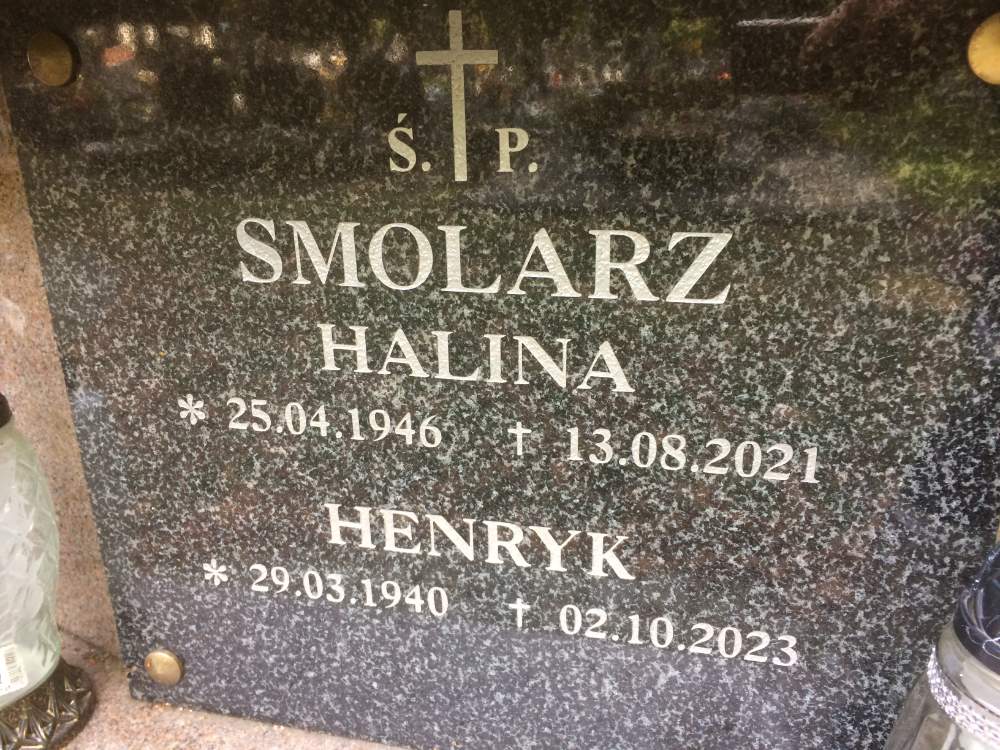 Ś. P.
SMOLARZ
HALINA
* 25.04.1946 † 13.08.2021
HENRYK
* 29.03.1940 † 02.10.2023